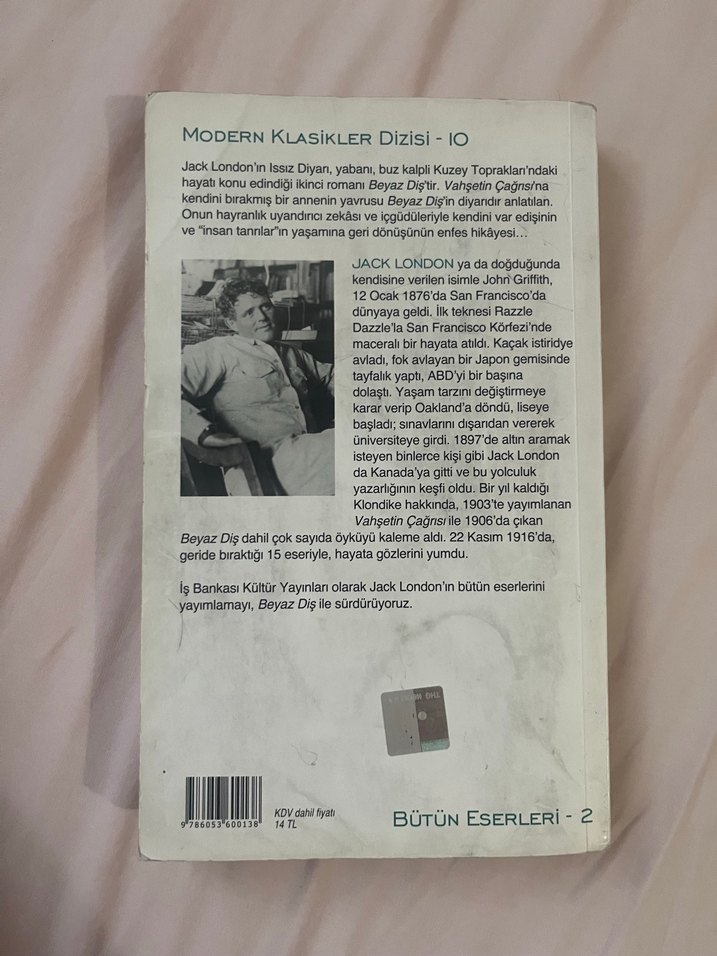 MODERN KLASİKLER DİZİSİ - 10
Jack London'ın Issız Diyarı, yabanı, buz kalpli Kuzey Toprakları'ndaki
hayatı konu edindiği ikinci romanı Beyaz Diş'tir. Vahşetin Çağrısı'na
kendini bırakmış bir annenin yavrusu Beyaz Diş'in diyarıdır anlatılan.
Onun hayranlık uyandırıcı zekâsı ve içgüdüleriyle kendini var edişinin
ve “insan tanrılar”ın yaşamına geri dönüşünün enfes hikâyesi...
JACK LONDON ya da doğduğunda
kendisine verilen isimle John Griffith,
12 Ocak 1876'da San Francisco'da
dünyaya geldi. İlk teknesi Razzle
Dazzle'la San Francisco Körfezi'nde
maceralı bir hayata atıldı. Kaçak istiridye
avladı, fok avlayan bir Japon gemisinde
tayfalık yaptı, ABD'yi bir başına
dolaştı. Yaşam tarzını değiştirmeye
karar verip Oakland'a döndü, liseye
başladı; sınavlarını dışarıdan vererek
üniversiteye girdi. 1897'de altın aramak
isteyen binlerce kişi gibi Jack London
da Kanada'ya gitti ve bu yolculuk
yazarlığının keşfi oldu. Bir yıl kaldığı
Klondike hakkında, 1903'te yayımlanan
Vahşetin Çağrısı ile 1906'da çıkan
Beyaz Diş dahil çok sayıda öyküyü kaleme aldı. 22 Kasım 1916'da,
geride bıraktığı 15 eseriyle, hayata gözlerini yumdu.
İş Bankası Kültür Yayınları olarak Jack London'ın bütün eserlerini
yayımlamayı, Beyaz Diş ile sürdürüyoruz.
9 786053 600138
KDV dahil fiyatı
14 TL
BÜTÜN ESERLERİ - 2